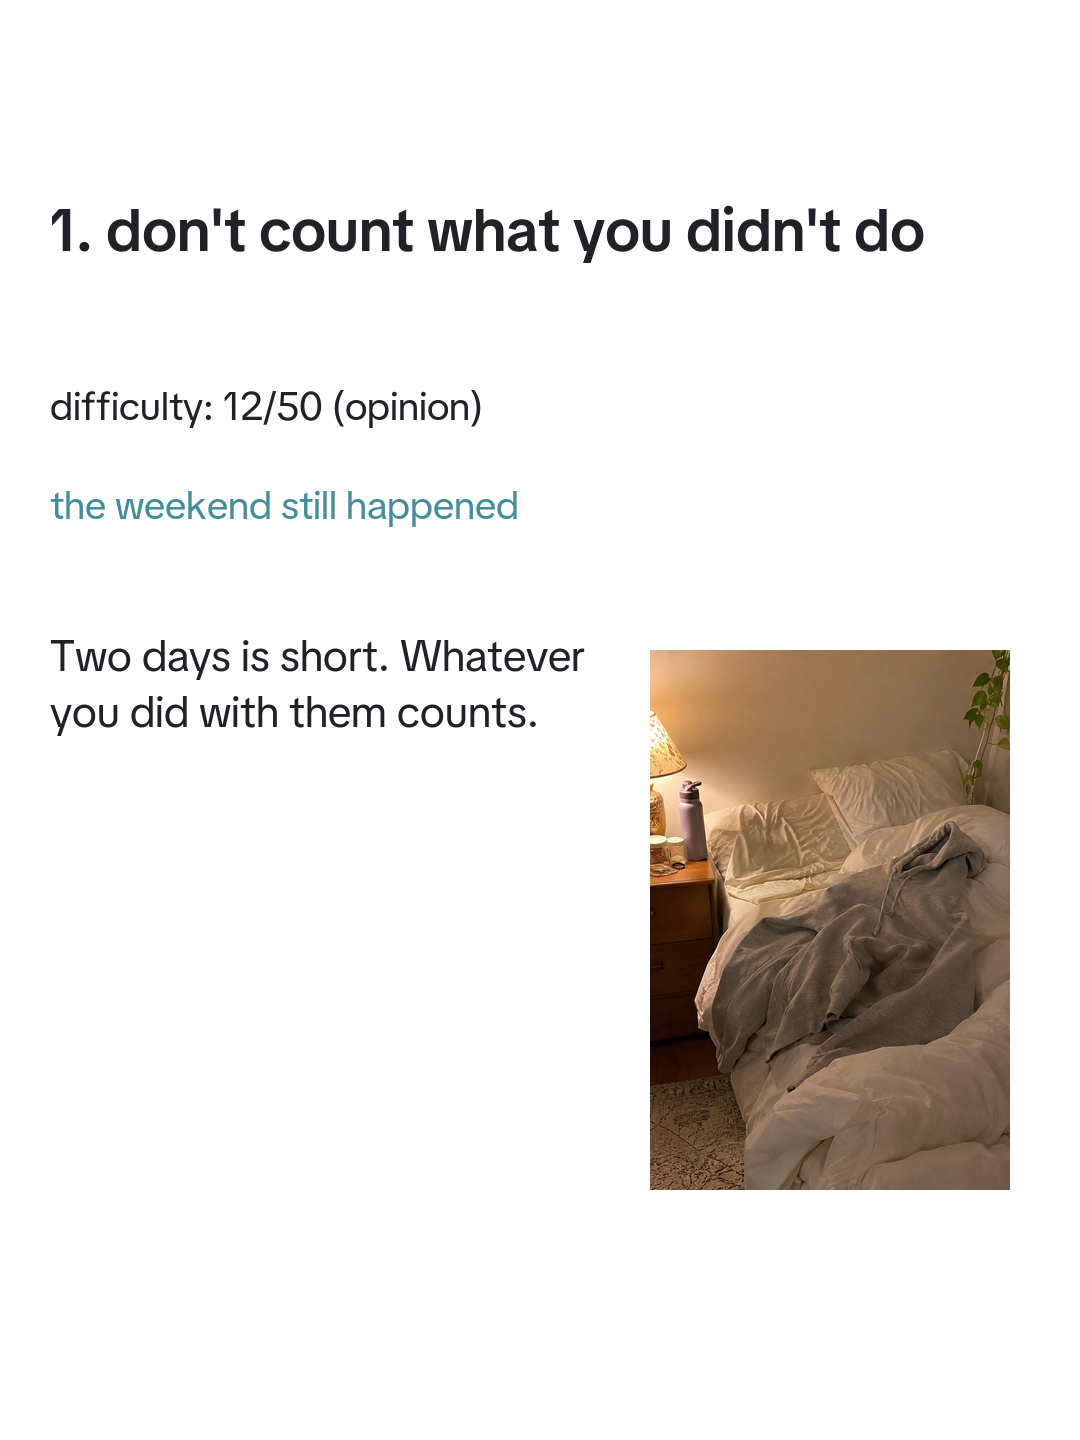 1. don't count what you didn't do
difficulty: 12/50 (opinion)
the weekend still happened
Two days is short. Whatever
you did with them counts.